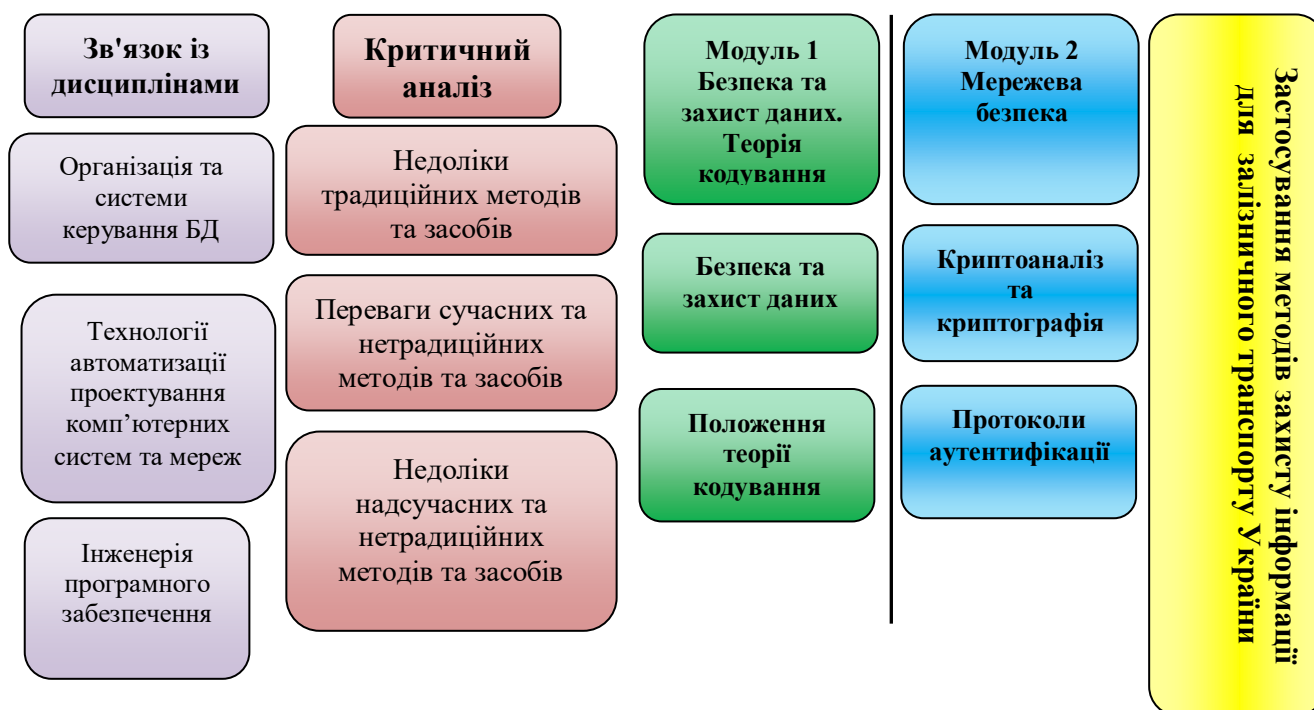 Зв'язок із
дисциплінами
Організація та
системи
керування БД
Технології
автоматизації
проектування
комп’ютерних
систем та мереж
Інженерія
програмного
забезпечення
Критичний
аналіз
Недоліки
традиційних методів
та засобів
Переваги сучасних та
нетрадиційних
методів та засобів
Недоліки
надсучасних та
нетрадиційних
методів та засобів
Модуль 1
Безпека та
захист даних.
Теорія
кодування
Безпека та
захист даних
Положення
теорії
кодування
Модуль 2
Мережева
безпека
Криптоаналіз
та
криптографія
Протоколи
аутентифікації
Застосування методів захисту інформації
для залізничного транспорту України